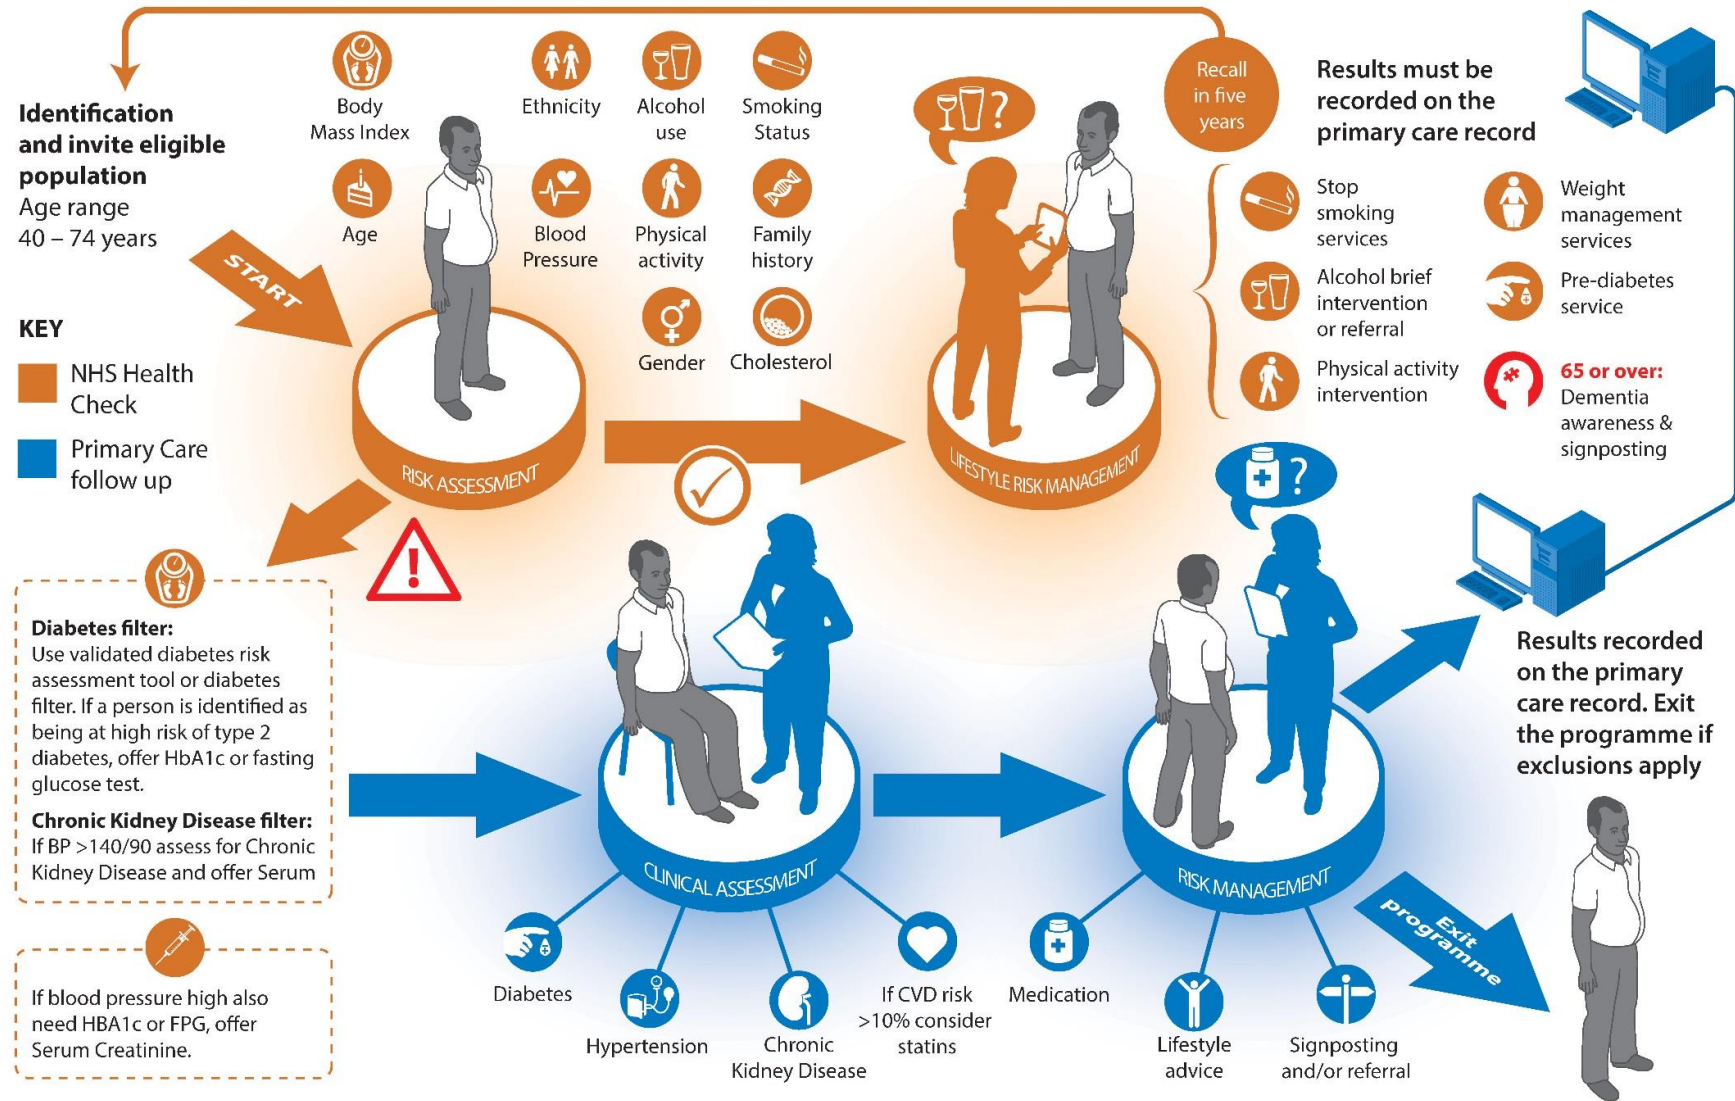 Identification
and invite eligible
population
Age range
40 – 74 years
START
KEY
NHS Health
Check
Primary Care
follow up
Body
Mass Index
Ethnicity
Alcohol
use
Smoking
Status
Age
Blood
Pressure
Physical
activity
Family
history
Gender
Cholesterol
RISK ASSESSMENT
?
LIFESTYLE RISK MANAGEMENT
Recall
in five
years
Results must be
recorded on the
primary care record
Stop
smoking
services
Weight
management
services
Alcohol brief
intervention
or referral
Pre-diabetes
service
Physical activity
intervention
65 or over:
Dementia
awareness &
signposting
!
Diabetes filter:
Use validated diabetes risk
assessment tool or diabetes
filter. If a person is identified as
being at high risk of type 2
diabetes, offer HbA1c or fasting
glucose test.
Chronic Kidney Disease filter:
If BP >140/90 assess for Chronic
Kidney Disease and offer Serum
If blood pressure high also
need HBA1c or FPG, offer
Serum Creatinine.
CLINICAL ASSESSMENT
Diabetes
Hypertension
Chronic
Kidney Disease
If CVD risk
>10% consider
statins
?
RISK MANAGEMENT
Medication
Lifestyle
advice
Signposting
and/or referral
Results recorded
on the primary
care record. Exit
the programme if
exclusions apply
Exit
programme